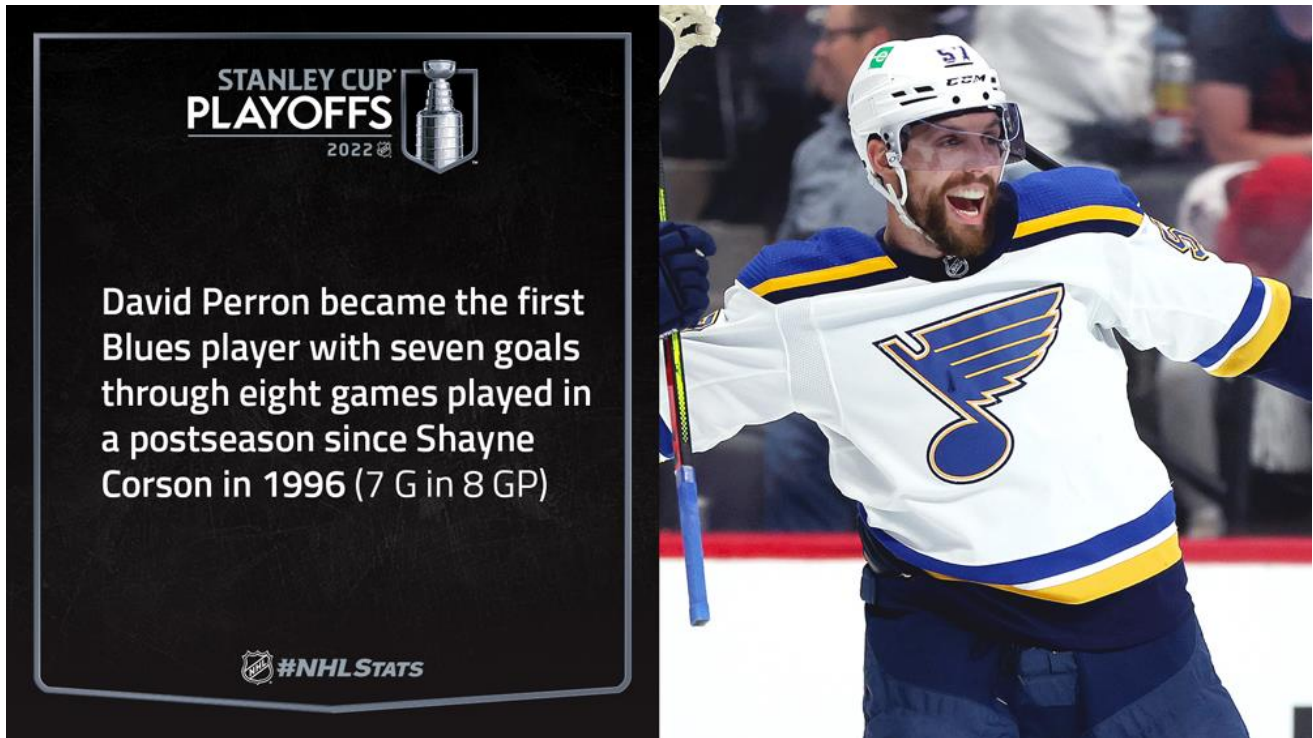 STANLEY CUP
PLAYOFFS
2022
David Perron became the first
Blues player with seven goals
through eight games played in
a postseason since Shayne
Corson in 1996 (7 G in 8 GP)
NHL #NHLSTATS
57
CCM